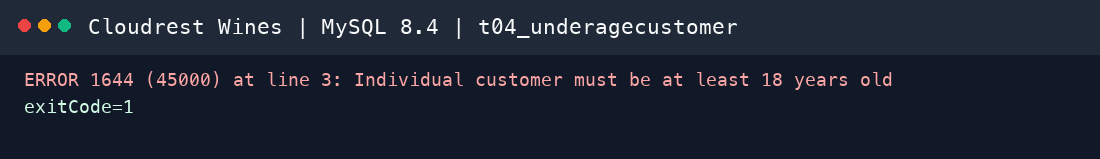 Cloudrest Wines | MySQL 8.4 | t04_underagecustomer
ERROR 1644 (45000) at line 3: Individual customer must be at least 18 years old
exitCode=1